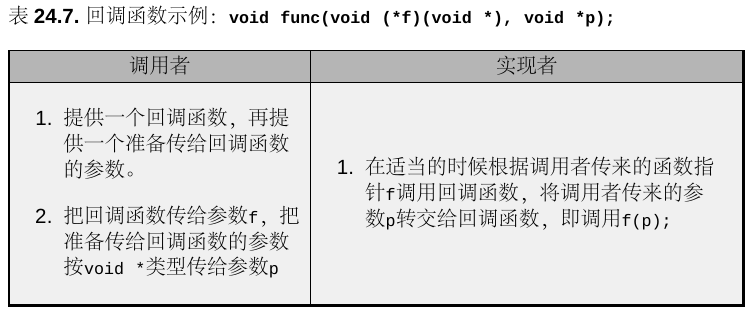 表 24.7. 回调函数示例：void func(void (*f)(void *), void *p);
调用者
实现者
1. 提供一个回调函数，再提
供一个准备传给回调函数
的参数。
2. 把回调函数传给参数f，把
准备传给回调函数的参数
按void *类型传给参数p
1. 在适当的时候根据调用者传来的函数指
针f调用回调函数，将调用者传来的参
数p转交给回调函数，即调用f(p);